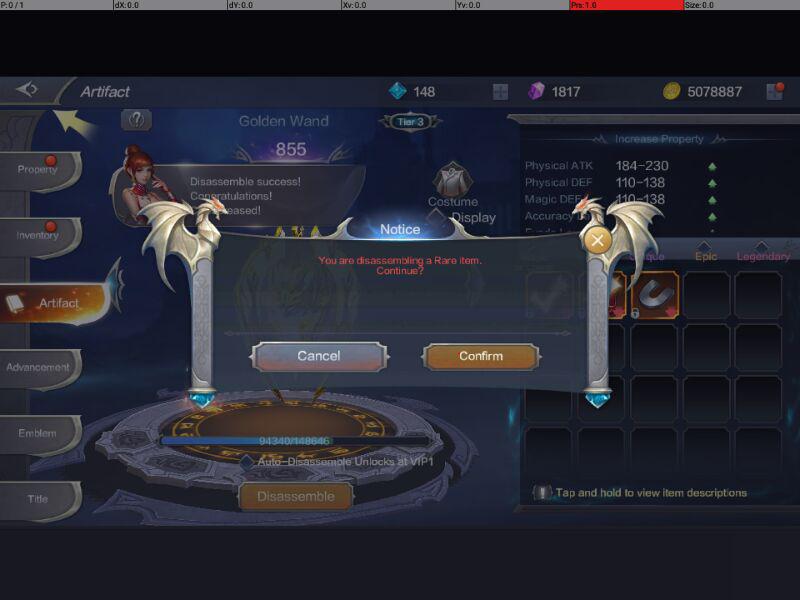 P: 0 / 1
dX: 0.0
dY: 0.0
Xv: 0.0
Yv: 0.0
Prs: 1.0
Size: 0.0
Artifact
148
1817
5078887
Golden Wand
Tier 3
855
Increase Property
Property
Disassemble success!
Congratulations!
Physical ATK 184-230
Physical DEF 110-138
Magic DEF 110-138
Accuracy
Costume
Display
Inventory
Notice
You are disassembling a Rare item.
Continue?
Epic
Legendary
Artifact
Cancel
Confirm
Advancement
Emblem
94340/148646
Auto-Disassemble Unlocks at VIP1
Disassemble
Title
Tap and hold to view item descriptions